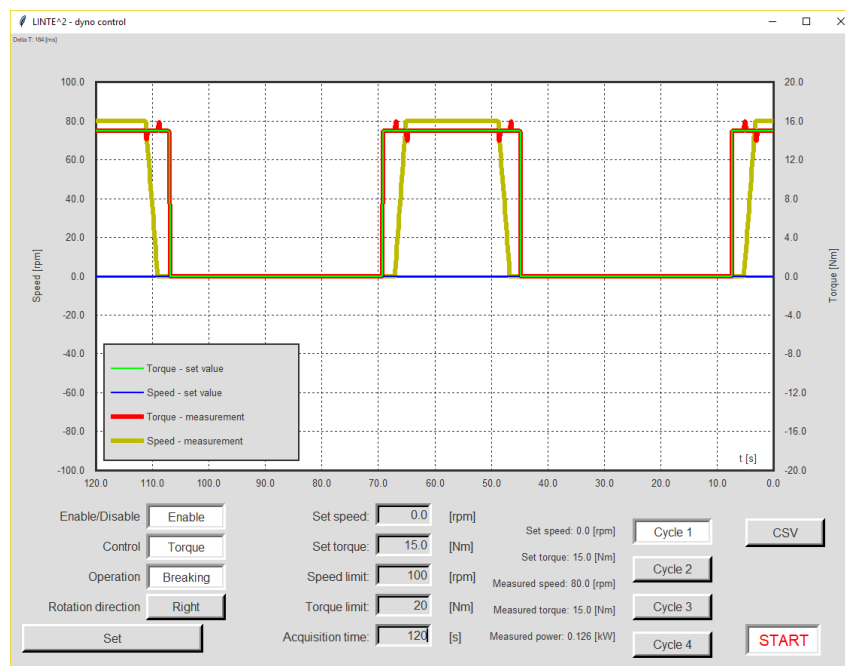 LINTE^2 - dyno control
Delta T: 164 [ms]
100.0
80.0
60.0
40.0
20.0
0.0
-20.0
-40.0
-60.0
-80.0
-100.0
Speed [rpm]
20.0
16.0
12.0
8.0
4.0
0.0
-4.0
-8.0
-12.0
-16.0
-20.0
Torque [Nm]
Torque - set value
Speed - set value
Torque - measurement
Speed - measurement
t [s]
120.0 110.0 100.0 90.0 80.0 70.0 60.0 50.0 40.0 30.0 20.0 10.0 0.0
Enable/Disable Enable
Control Torque
Operation Breaking
Rotation direction Right
Set
Set speed: 0.0 [rpm]
Set torque: 15.0 [Nm]
Speed limit: 100 [rpm]
Torque limit: 20 [Nm]
Acquisition time: 120 [s]
Set speed: 0.0 [rpm]
Set torque: 15.0 [Nm]
Measured speed: 80.0 [rpm]
Measured torque: 15.0 [Nm]
Measured power: 0.126 [kW]
Cycle 1
Cycle 2
Cycle 3
Cycle 4
CSV
START